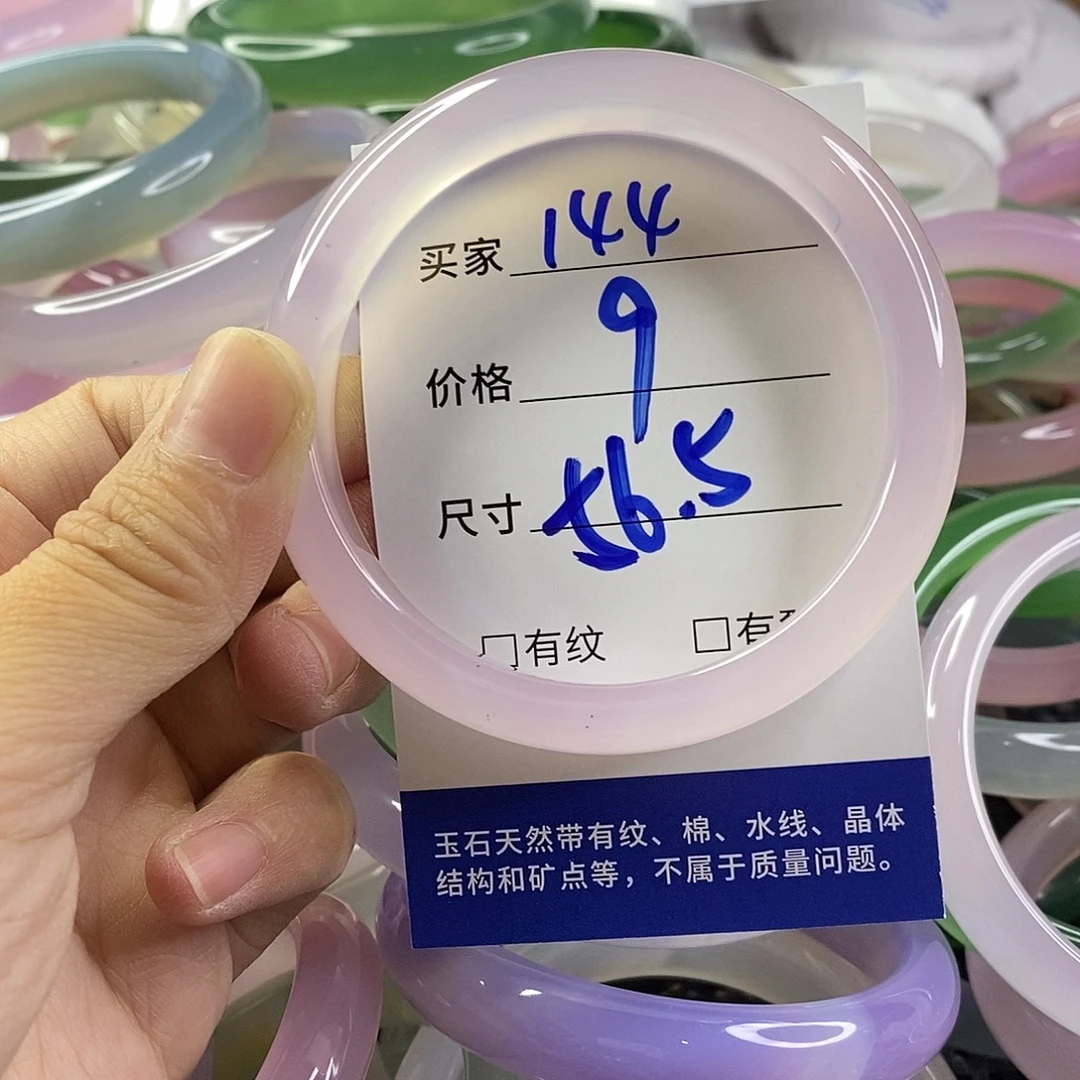 买家 144
价格 9
尺寸 56.5
□有纹 □有
玉石天然带有纹、棉、水线、晶体
结构和矿点等，不属于质量问题。